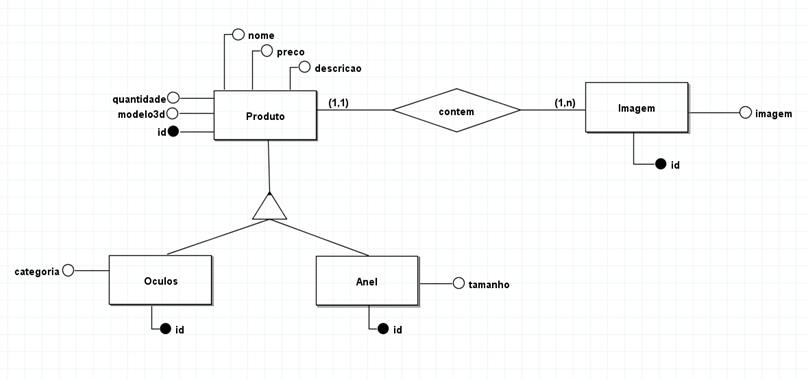 nome
preco
descricao
quantidade
modelo3d
id
Produto
(1,1)
contem
(1,n)
Imagem
imagem
id
categoria
Oculos
id
Anel
tamanho
id